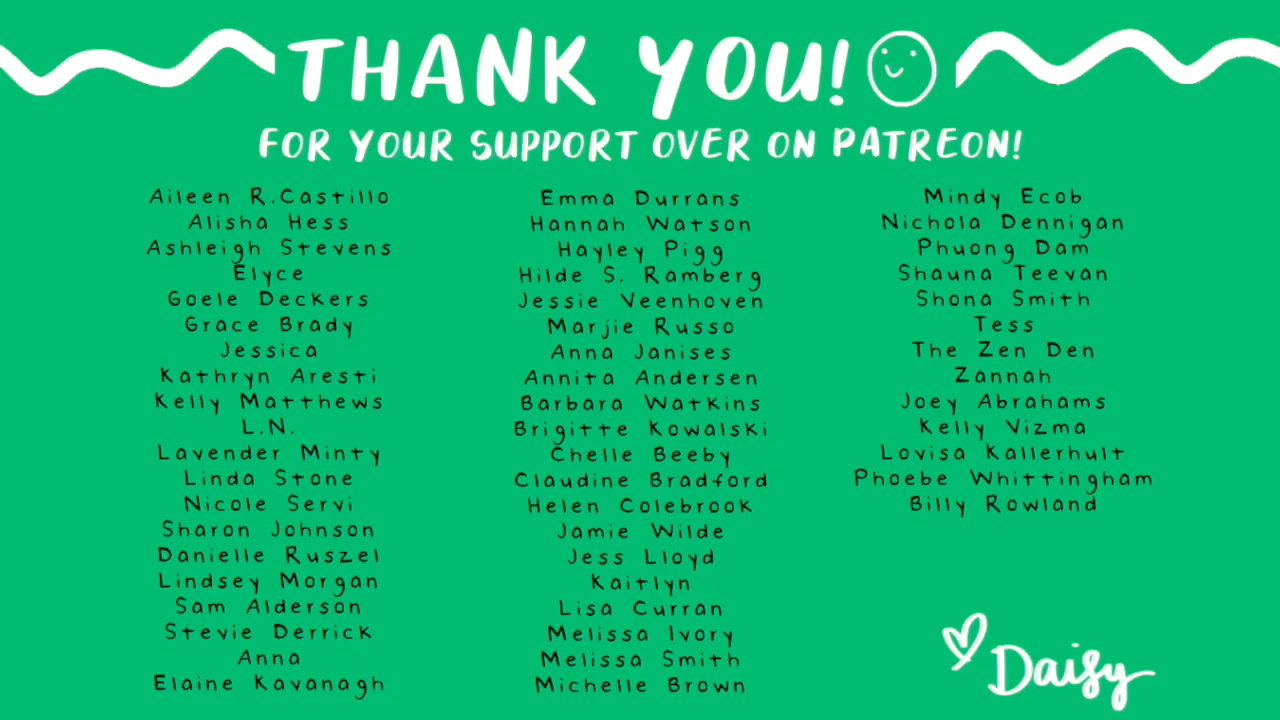 THANK YOU!
FOR YOUR SUPPORT OVER ON PATREON!
Aileen R.Castillo
Alisha Hess
Ashleigh Stevens
Elyce
Goele Deckers
Grace Brady
Jessica
Kathryn Aresti
Kelly Matthews
L.N.
Lavender Minty
Linda Stone
Nicole Servi
Sharon Johnson
Danielle Ruszel
Lindsey Morgan
Sam Alderson
Stevie Derrick
Anna
Elaine Kavanagh
Emma Durrans
Hannah Watson
Hayley Pigg
Hilde S. Ramberg
Jessie Veenhoven
Marjie Russo
Anna Janises
Annita Andersen
Barbara Watkins
Brigitte Kowalski
Chelle Beeby
Claudine Bradford
Helen Colebrook
Jamie Wilde
Jess Lloyd
Kaitlyn
Lisa Curran
Melissa Ivory
Melissa Smith
Michelle Brown
Mindy Ecob
Nichola Dennigan
Phuong Dam
Shauna Teevan
Shona Smith
Tess
The Zen Den
Zannah
Joey Abrahams
Kelly Vizma
Lovisa Kallerhult
Phoebe Whittingham
Billy Rowland
Daisy